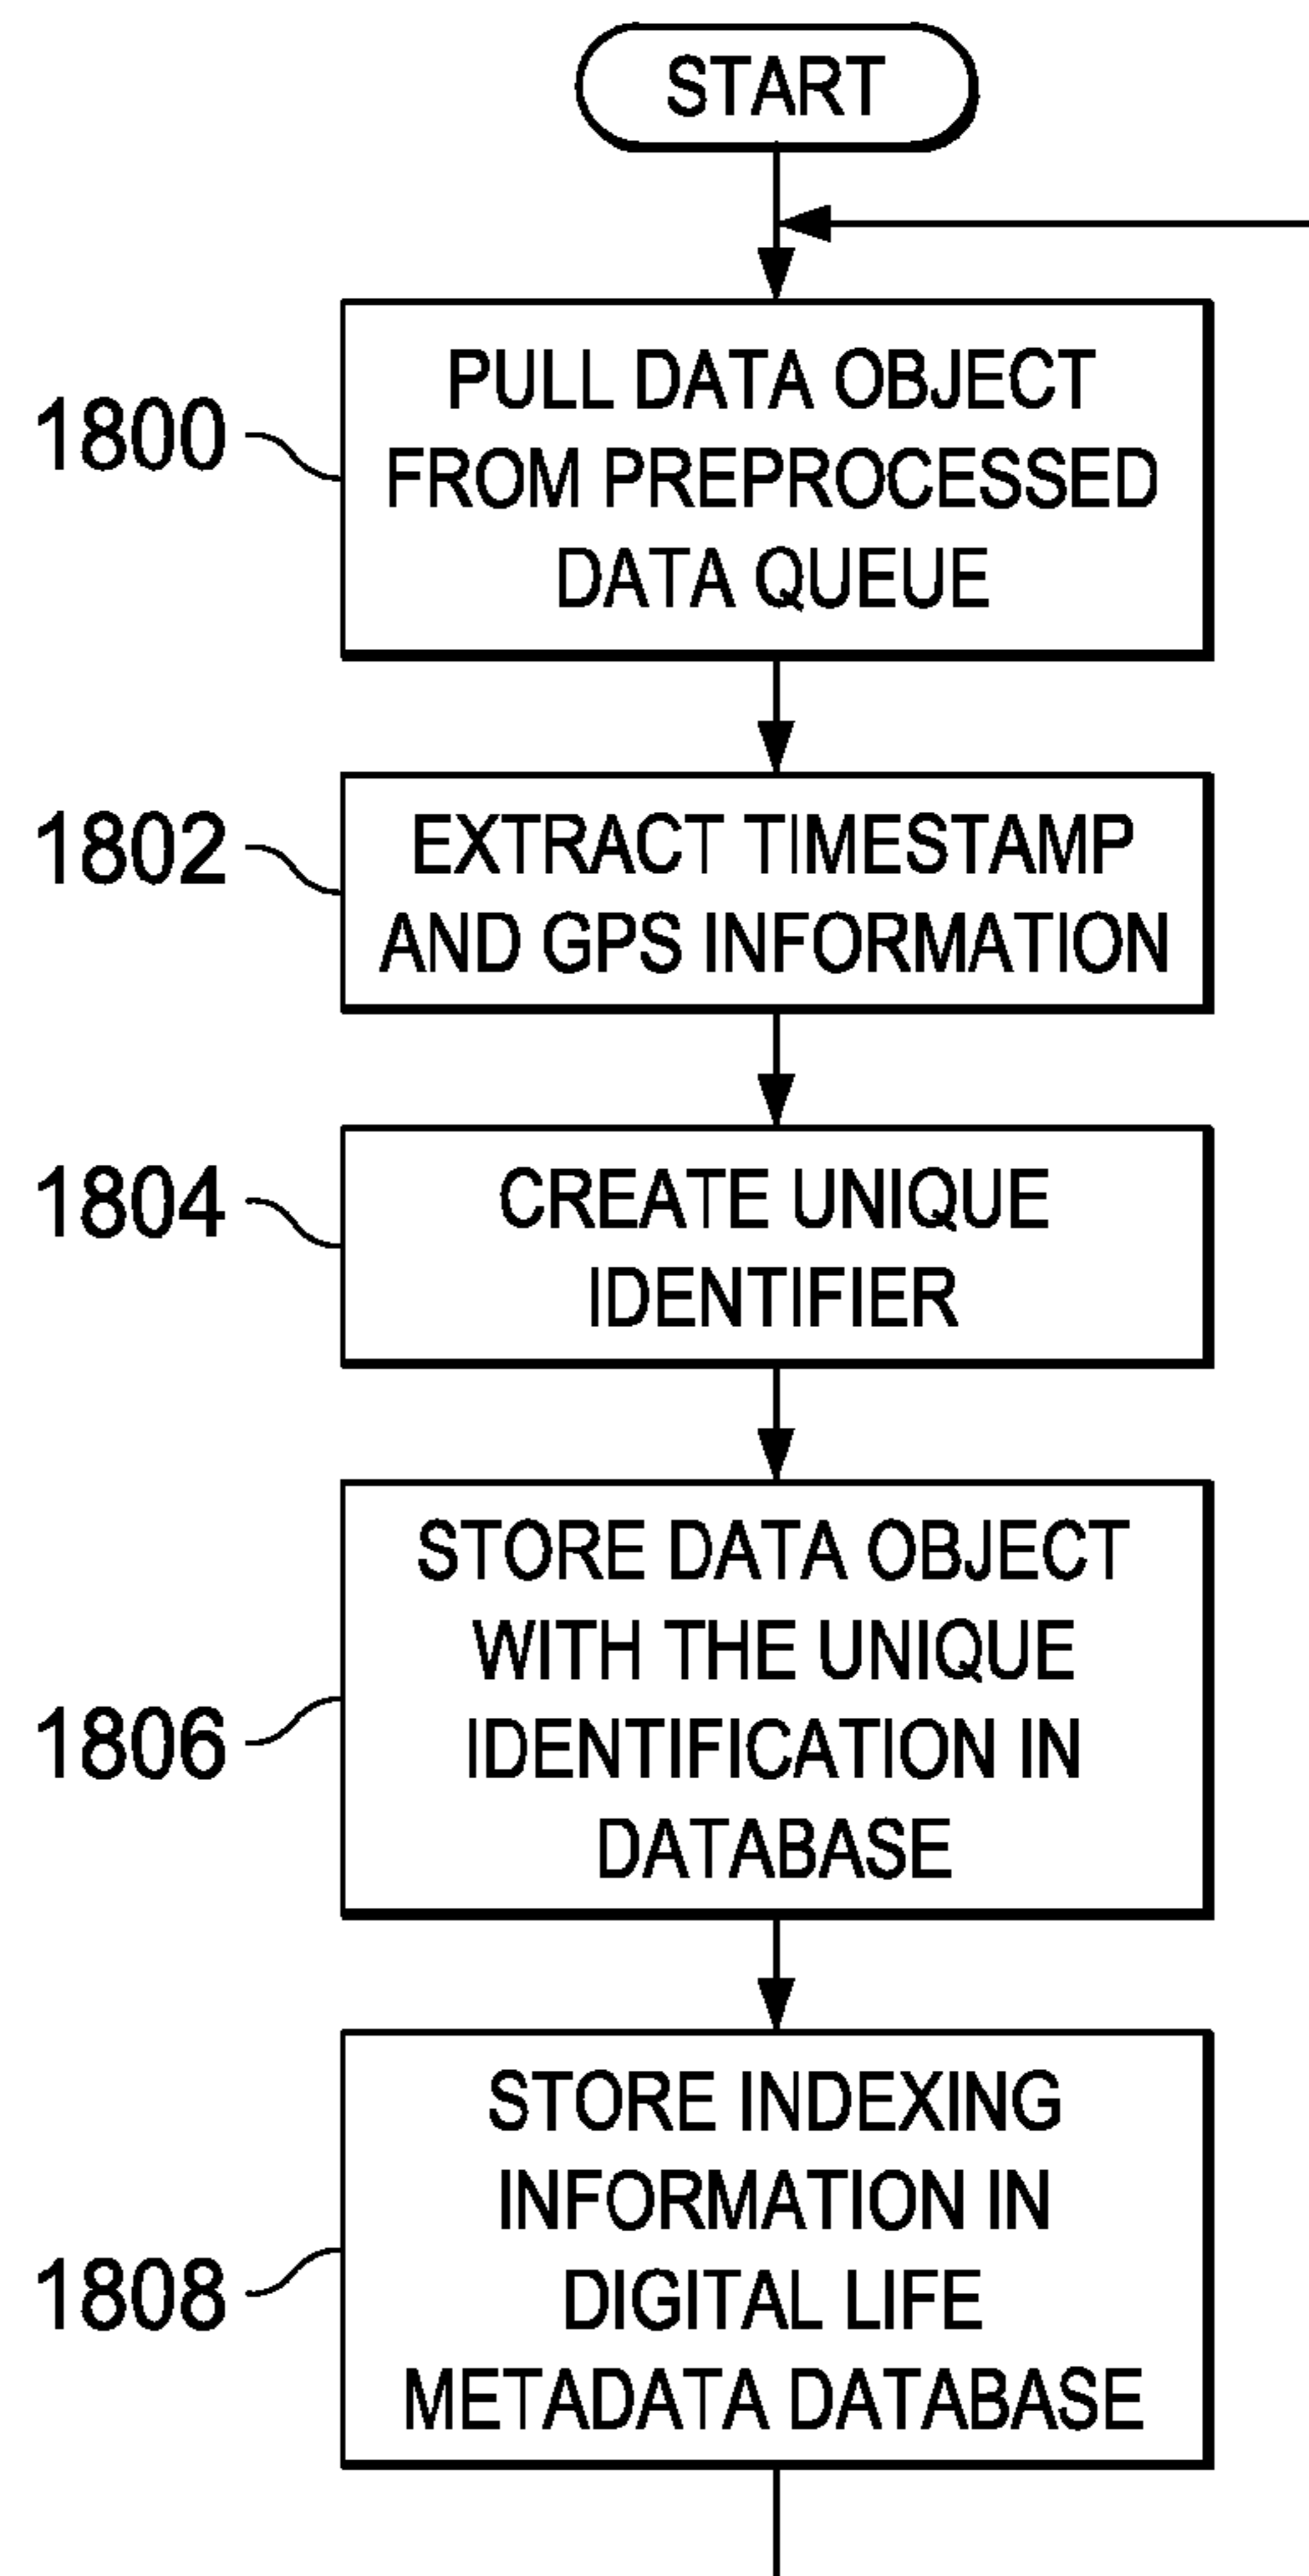 START
1800
PULL DATA OBJECT
FROM PREPROCESSED
DATA QUEUE
1802
EXTRACT TIMESTAMP
AND GPS INFORMATION
1804
CREATE UNIQUE
IDENTIFIER
1806
STORE DATA OBJECT
WITH THE UNIQUE
IDENTIFICATION IN
DATABASE
1808
STORE INDEXING
INFORMATION IN
DIGITAL LIFE
METADATA DATABASE